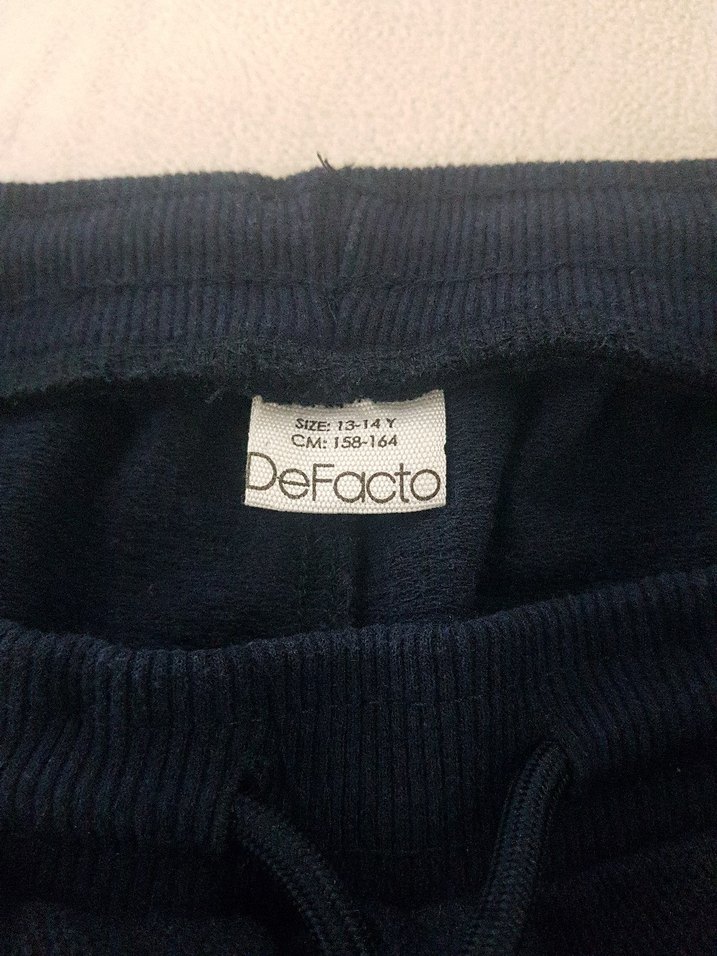 SIZE: 13-14 Y
CM: 158-164
DeFacto